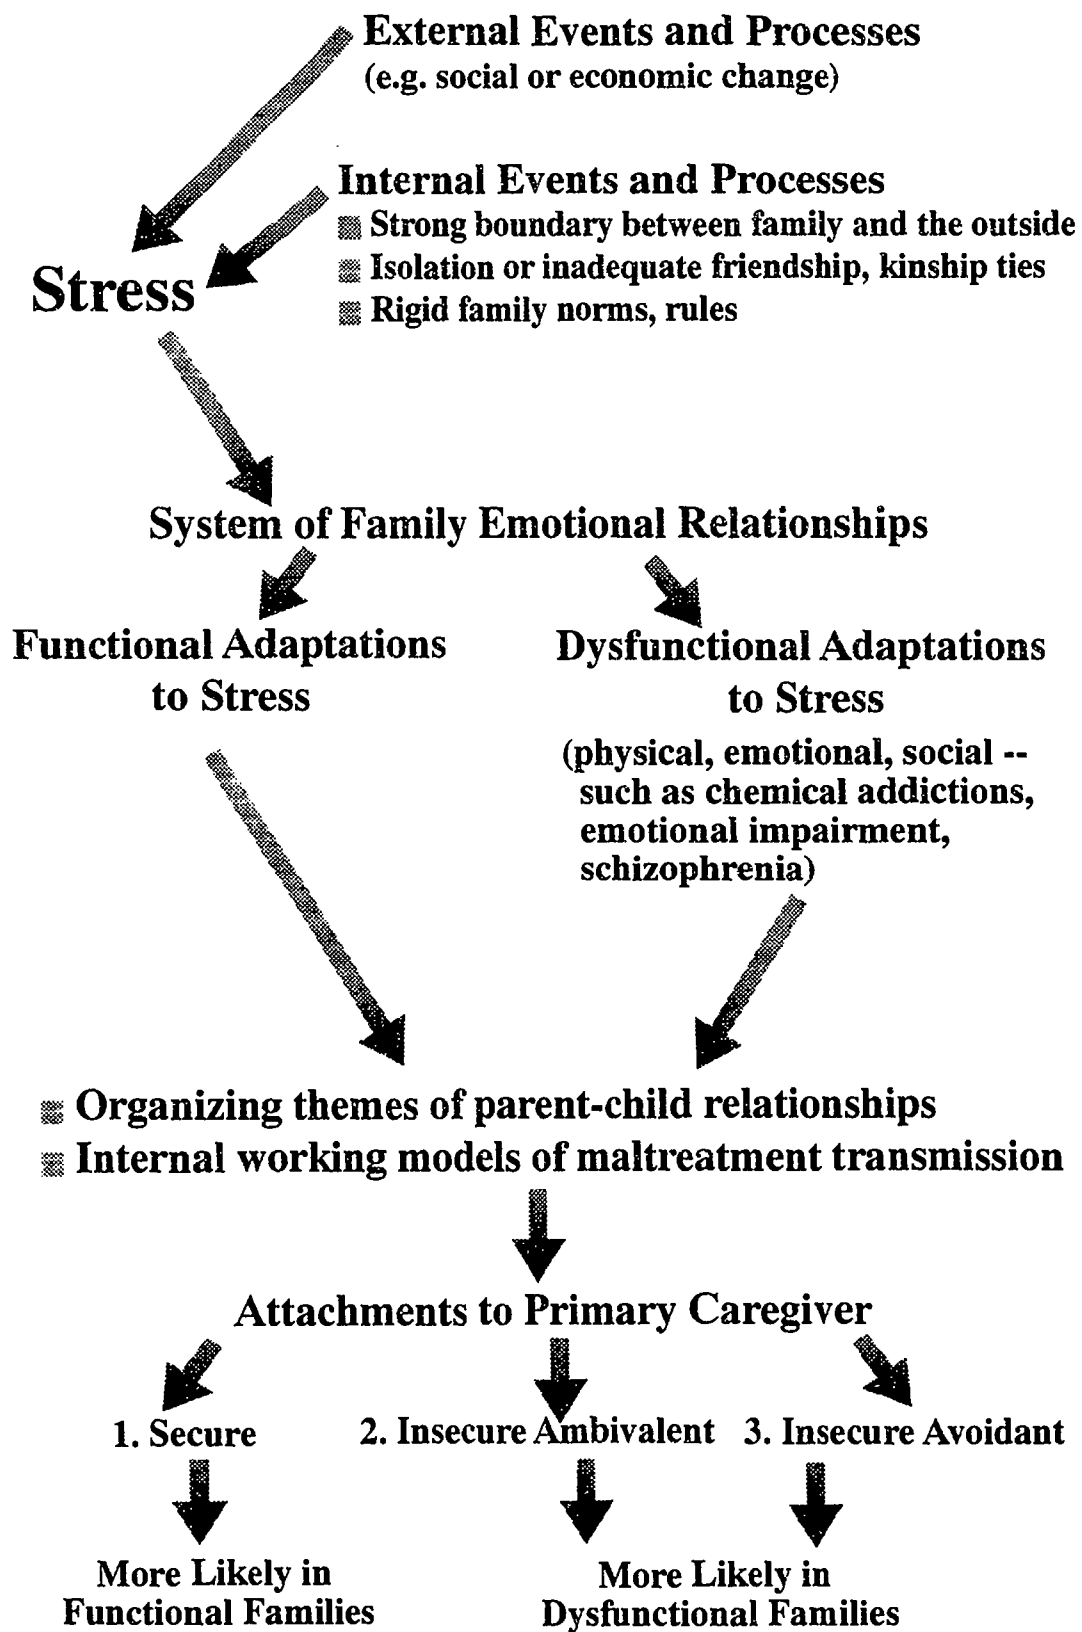 External Events and Processes
(e.g. social or economic change)
Internal Events and Processes
Strong boundary between family and the outside
Isolation or inadequate friendship, kinship ties
Rigid family norms, rules
Stress
System of Family Emotional Relationships
Functional Adaptations
to Stress
Dysfunctional Adaptations
to Stress
(physical, emotional, social --
such as chemical addictions,
emotional impairment,
schizophrenia)
Organizing themes of parent-child relationships
Internal working models of maltreatment transmission
Attachments to Primary Caregiver
1. Secure
2. Insecure Ambivalent
3. Insecure Avoidant
More Likely in
Functional Families
More Likely in
Dysfunctional Families